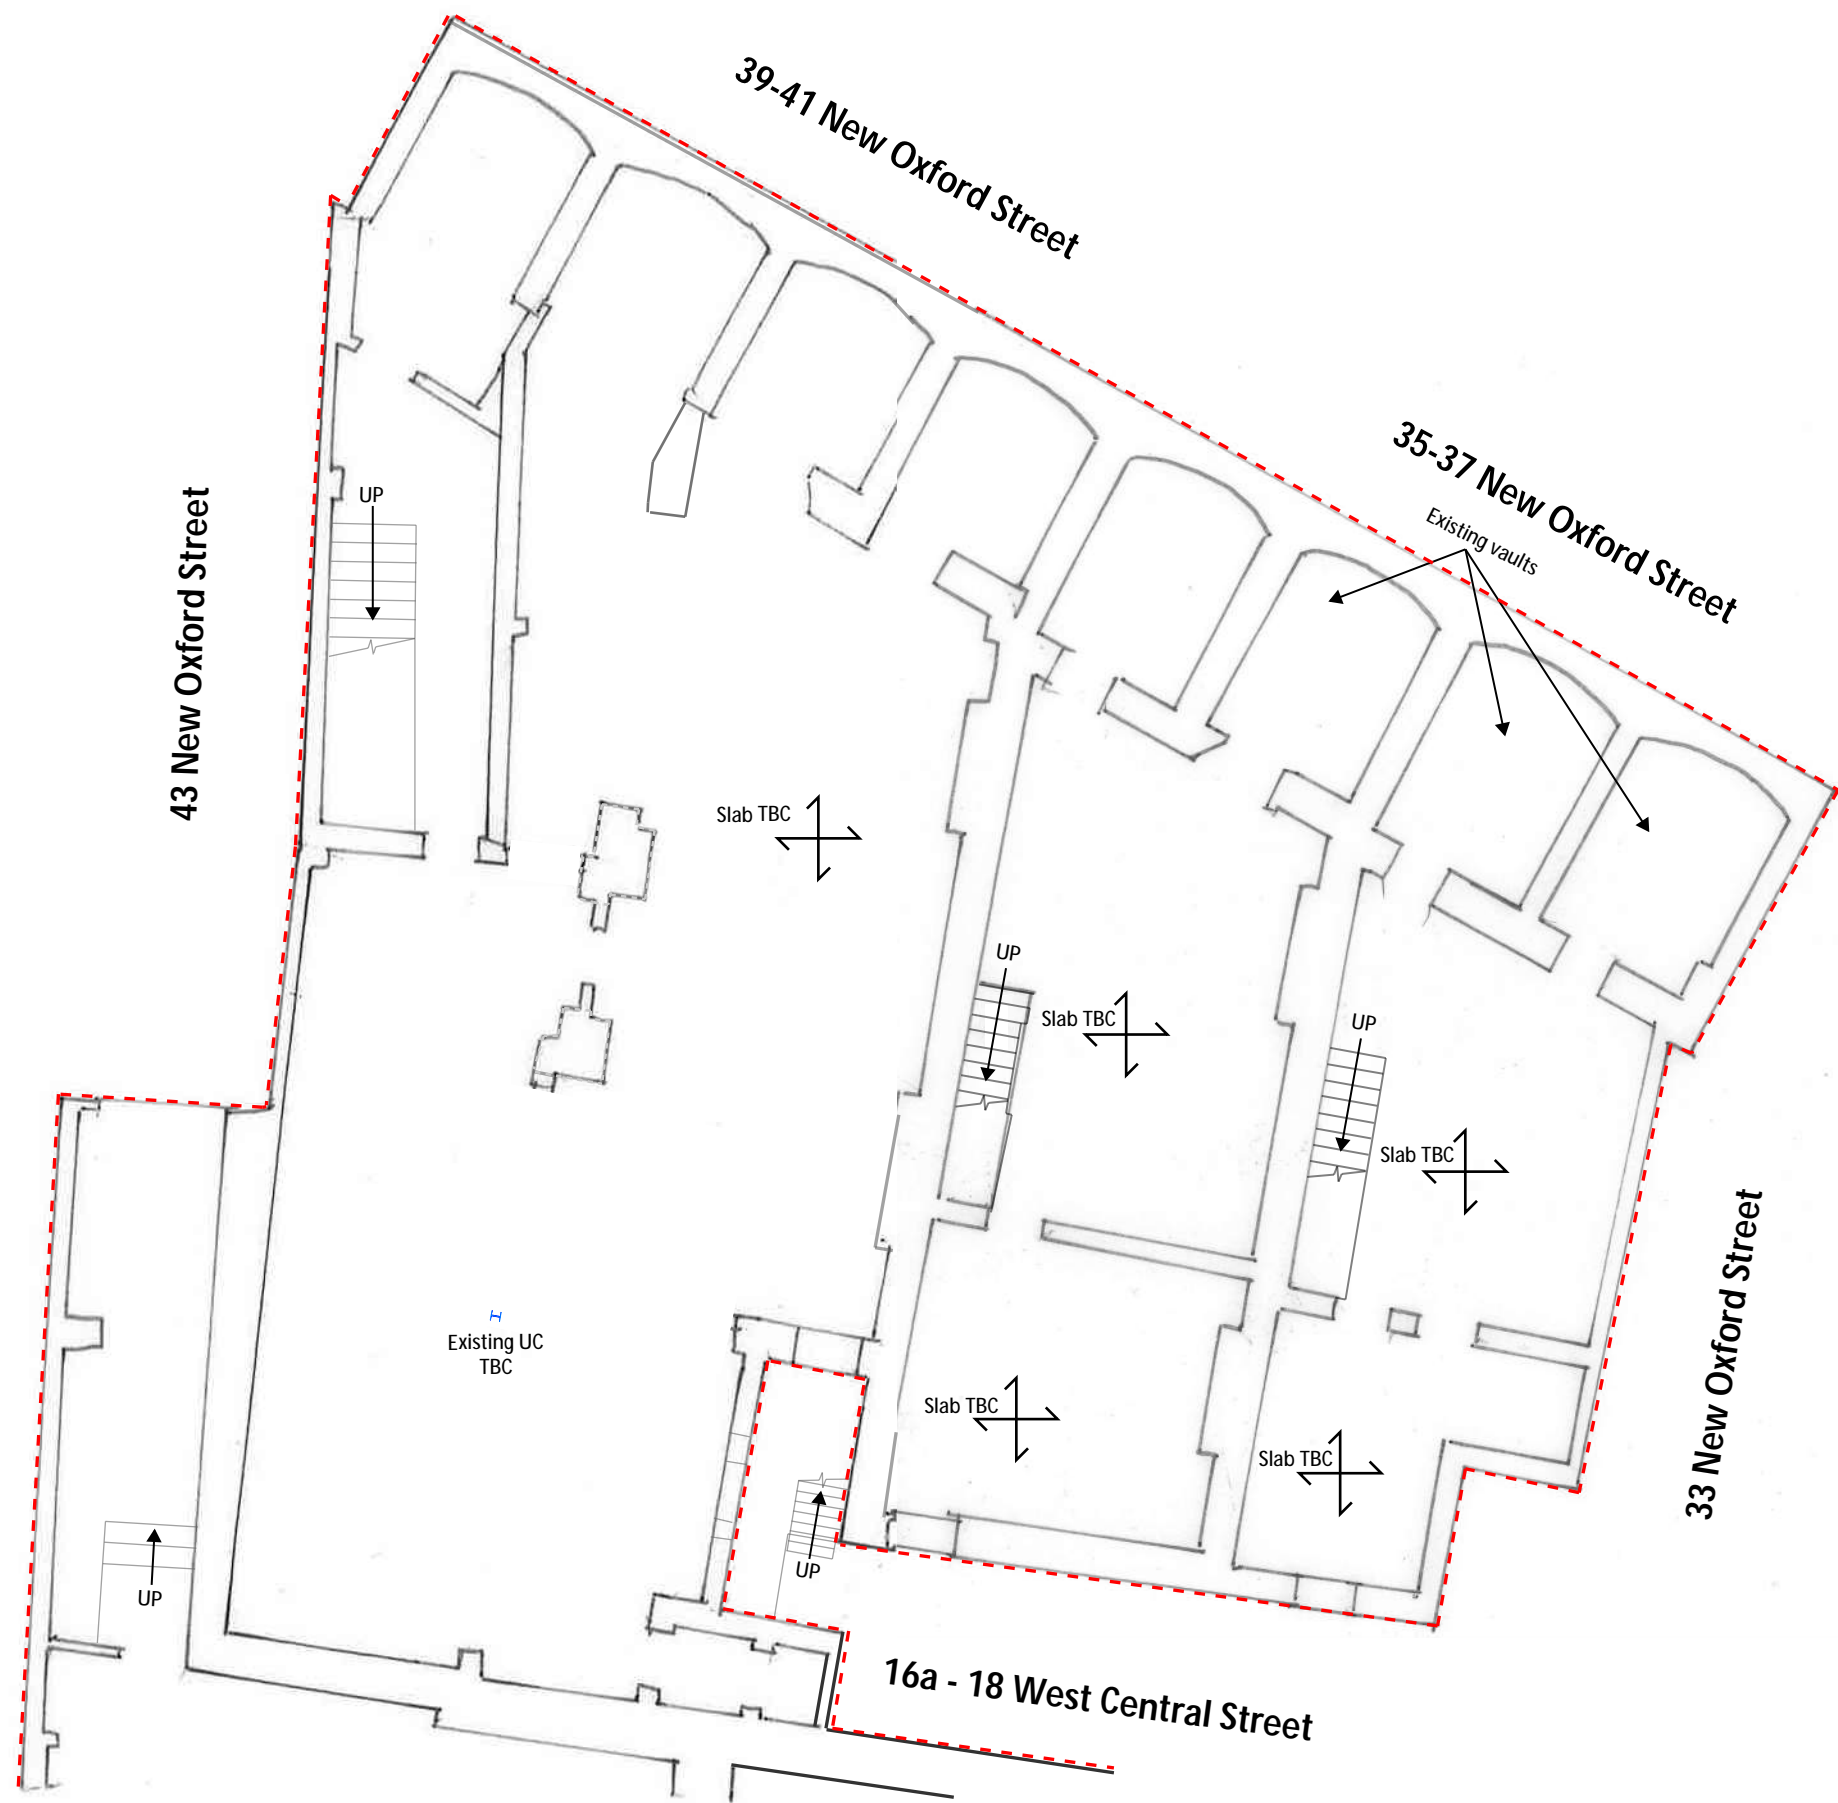 39-41 New Oxford Street
35-37 New Oxford Street
Existing vaults
43 New Oxford Street
UP
Slab TBC
UP
Slab TBC
UP
Slab TBC
33 New Oxford Street
Existing UC
TBC
Slab TBC
Slab TBC
UP
UP
16a - 18 West Central Street